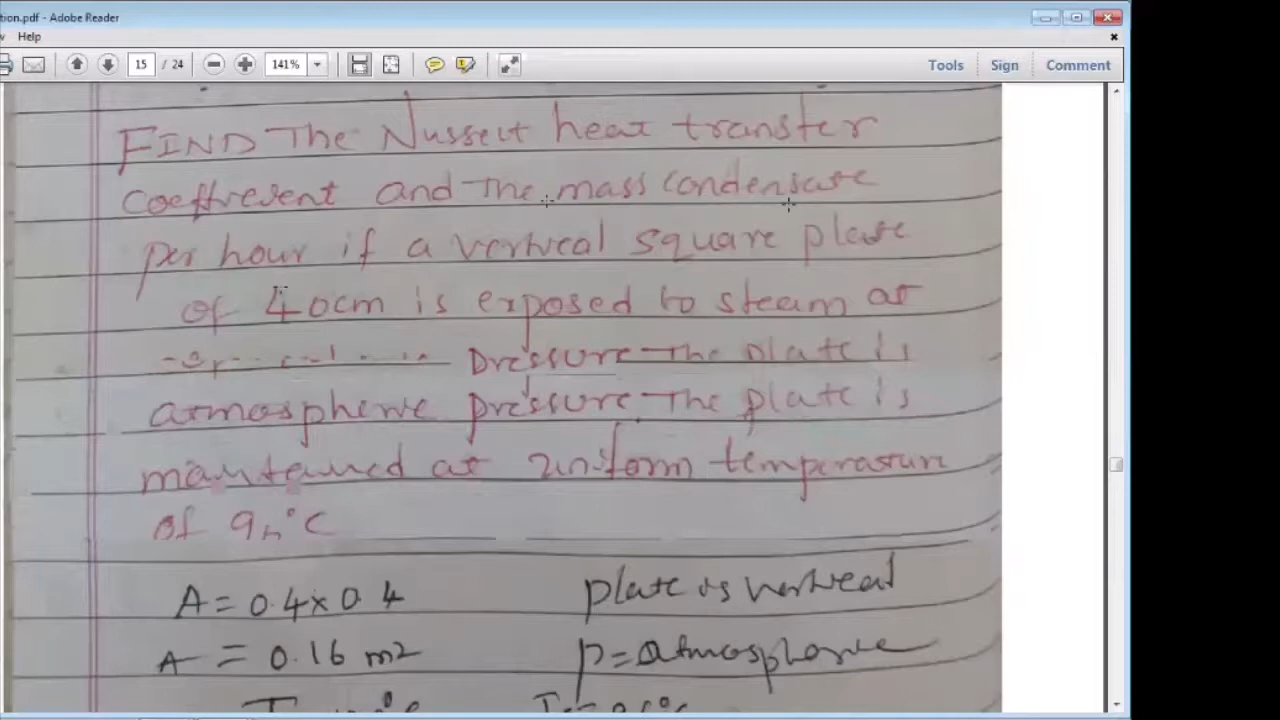 tion.pdf - Adobe Reader
Help
15 / 24 141% Tools Sign Comment
FIND The Nusselt heat transfer
coefficient and the mass condensate
per hour if a vertical square plate
of 40cm is exposed to steam at
pressure The plate is
atmospheric pressure. The plate is
maintained at uniform temperature
of °C
A = 0.4 x 0.4 plate is vertical
A = 0.16 m2 p = atmospheric